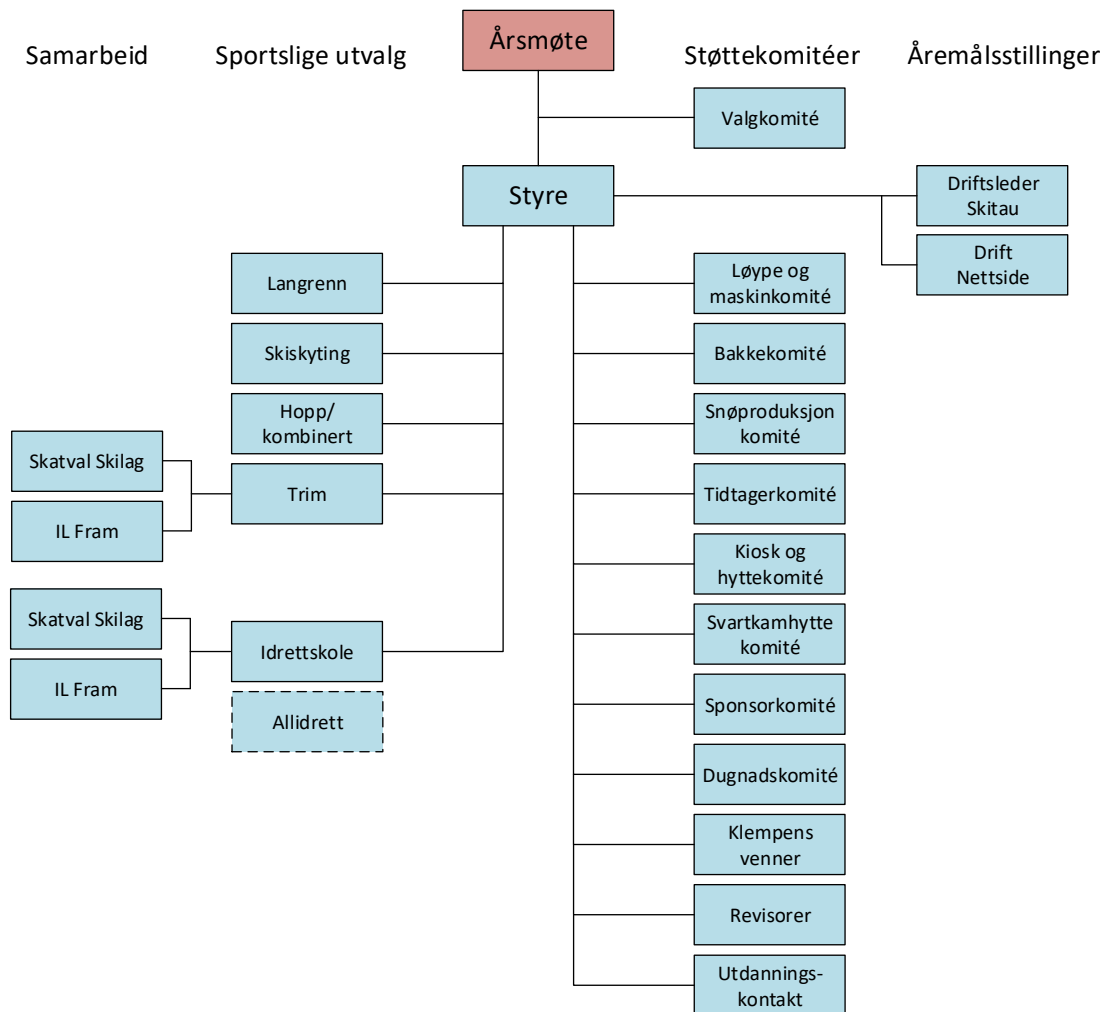 Årsmøte
Samarbeid
Sportslige utvalg
Støttekomitéer
Åremålsstillinger
Valgkomité
Styre
Driftsleder
Skitau
Drift
Nettside
Langrenn
Løype og
maskinkomité
Skiskyting
Bakkekomité
Hopp/
kombinert
Snøproduksjon
komité
Skatval Skilag
IL Fram
Trim
Tidtagerkomité
Kiosk og
hyttekomité
Skatval Skilag
IL Fram
Idrettskole
Svartkamhytte
komité
Allidrett
Sponsorkomité
Dugnadskomité
Klempens
venner
Revisorer
Utdannings-
kontakt